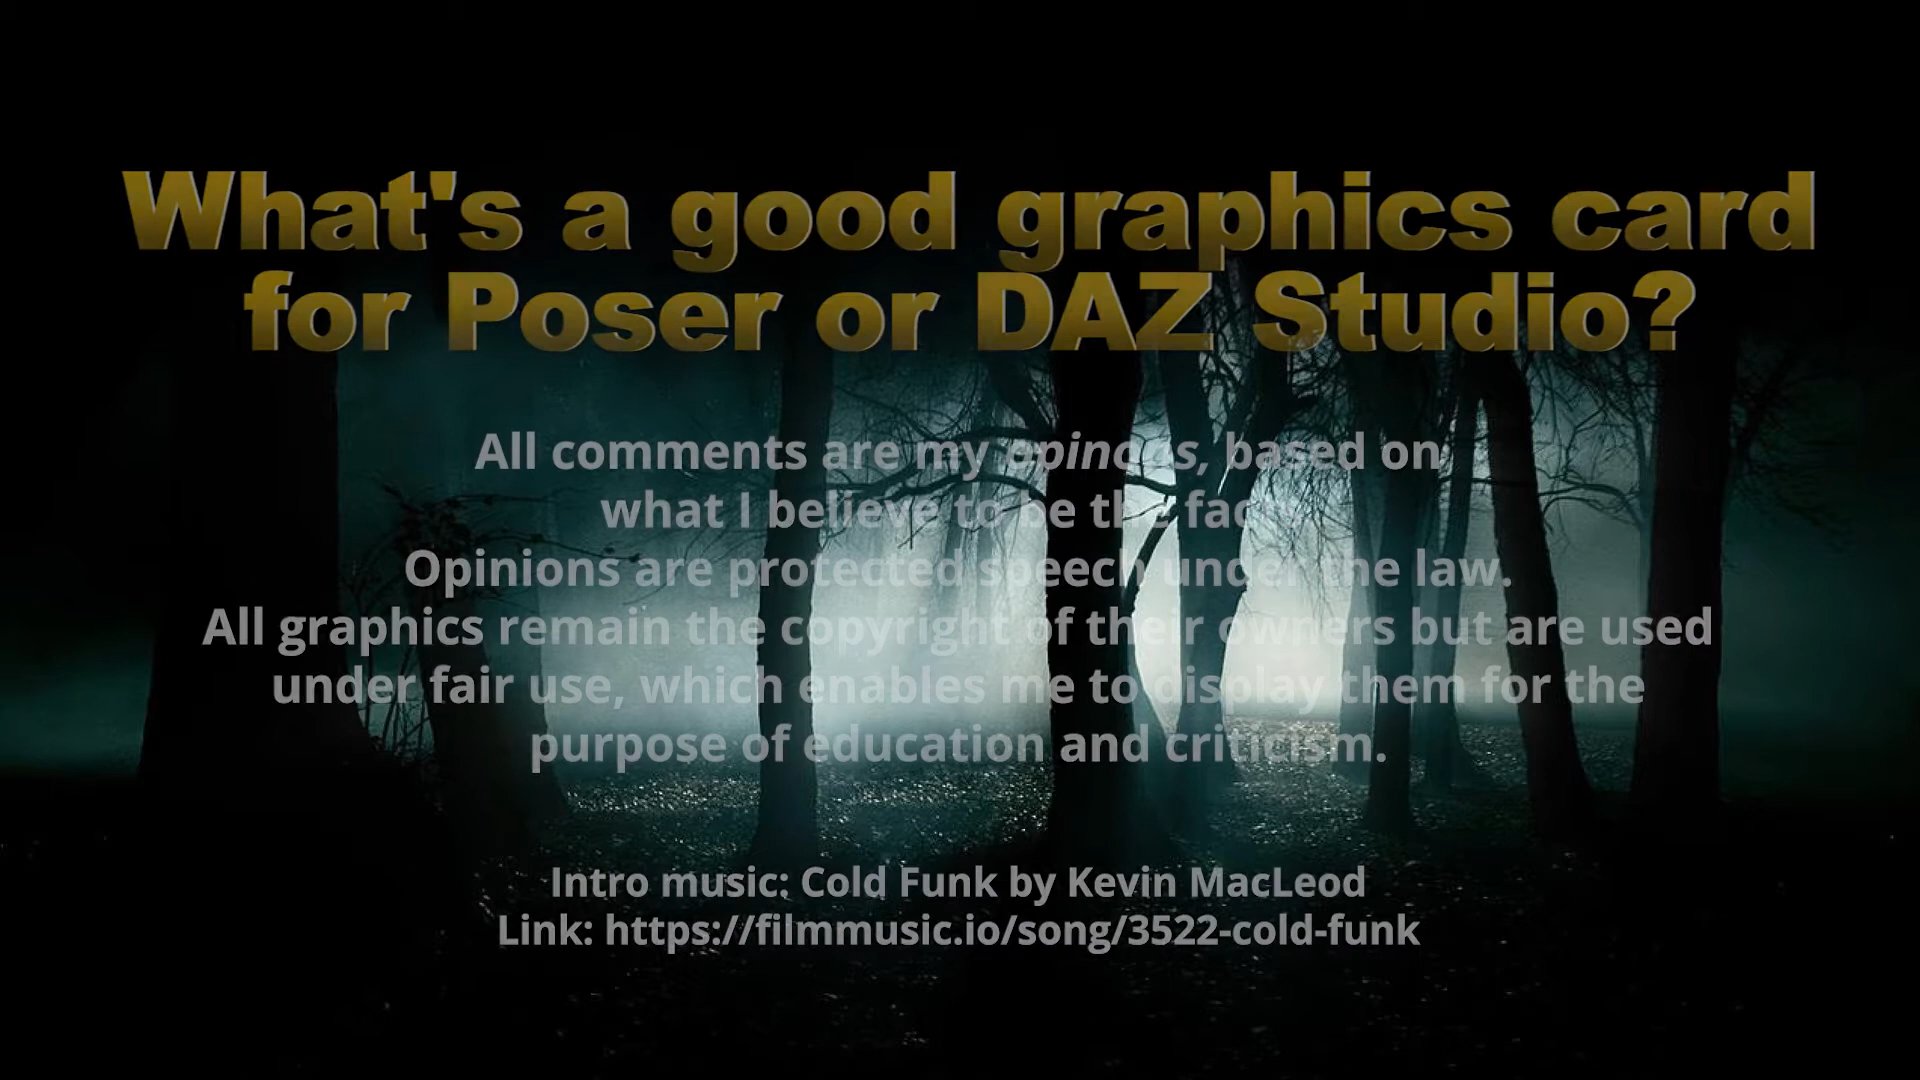 What's a good graphics card
for Poser or DAZ Studio?
All comments are my based on
what I believe to be the
Opinions are protected speech under the law.
All graphics remain the copyright of their owners but are used
under fair use, which enables me to display them for the
purpose of education and criticism.
Intro music: Cold Funk by Kevin MacLeod
Link: https://filmmusic.io/song/3522-cold-funk